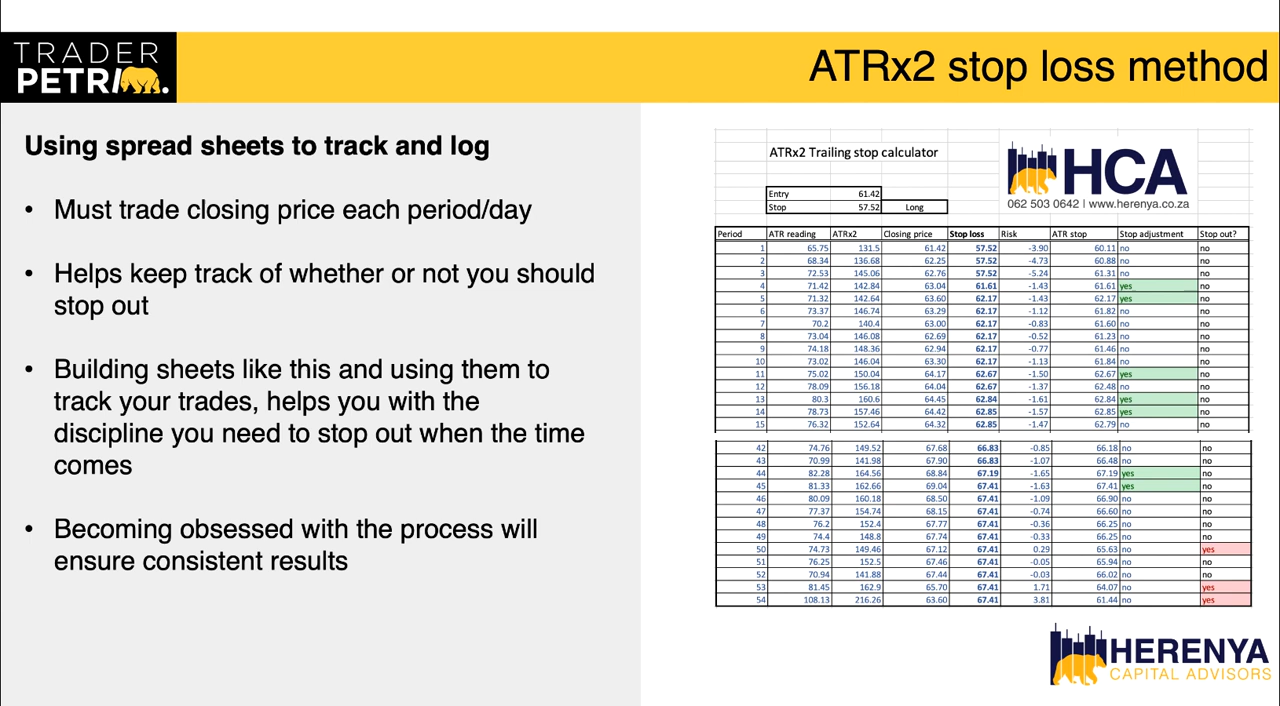 TRADER
PETRI.
ATRx2 stop loss method
Using spread sheets to track and log
• Must trade closing price each period/day
• Helps keep track of whether or not you should
stop out
• Building sheets like this and using them to
track your trades, helps you with the
discipline you need to stop out when the time
comes
• Becoming obsessed with the process will
ensure consistent results
ATRx2 Trailing stop calculator
HCA
062 503 0642 | www.herenya.co.za
Entry 61.42
Stop 57.52 Long
Period ATR reading ATRx2 Closing price Stop loss Risk ATR stop Stop adjustment Stop out?
1 65.75 131.5 61.42 57.52 -3.90 60.11 no no
2 68.34 136.68 62.25 57.52 -4.73 60.88 no no
3 72.53 145.06 62.76 57.52 -5.24 61.31 no no
4 71.42 142.84 63.04 61.61 -1.43 61.61 yes no
5 71.32 142.64 63.60 62.17 -1.43 62.17 yes no
6 73.37 146.74 63.29 62.17 -1.12 61.82 no no
7 70.2 140.4 63.00 62.17 -0.83 61.60 no no
8 73.04 146.08 62.69 62.17 -0.52 61.23 no no
9 74.18 148.36 62.94 62.17 -0.77 61.46 no no
10 73.02 146.04 63.30 62.17 -1.13 61.84 no no
11 75.02 150.04 64.17 62.67 -1.50 62.67 yes no
12 78.09 156.18 64.04 62.67 -1.37 62.48 no no
13 80.3 160.6 64.45 62.84 -1.61 62.84 yes no
14 78.73 157.46 64.42 62.85 -1.57 62.85 yes no
15 76.32 152.64 64.32 62.85 -1.47 62.79 no no
42 74.76 149.52 67.68 66.83 -0.85 66.18 no no
43 70.99 141.98 67.90 66.83 -1.07 66.48 no no
44 82.28 164.56 68.84 67.19 -1.65 67.19 yes no
45 81.33 162.66 69.04 67.41 -1.63 67.41 yes no
46 80.09 160.18 68.50 67.41 -1.09 66.90 no no
47 77.37 154.74 68.15 67.41 -0.74 66.60 no no
48 76.2 152.4 67.77 67.41 -0.36 66.25 no no
49 74.4 148.8 67.74 67.41 -0.33 66.25 no no
50 74.73 149.46 67.12 67.41 0.29 65.63 no yes
51 76.25 152.5 67.46 67.41 -0.05 65.94 no no
52 70.94 141.88 67.44 67.41 -0.03 66.02 no no
53 81.45 162.9 65.70 67.41 1.71 64.07 no yes
54 108.13 216.26 63.60 67.41 3.81 61.44 no yes
HERENYA
CAPITAL ADVISORS